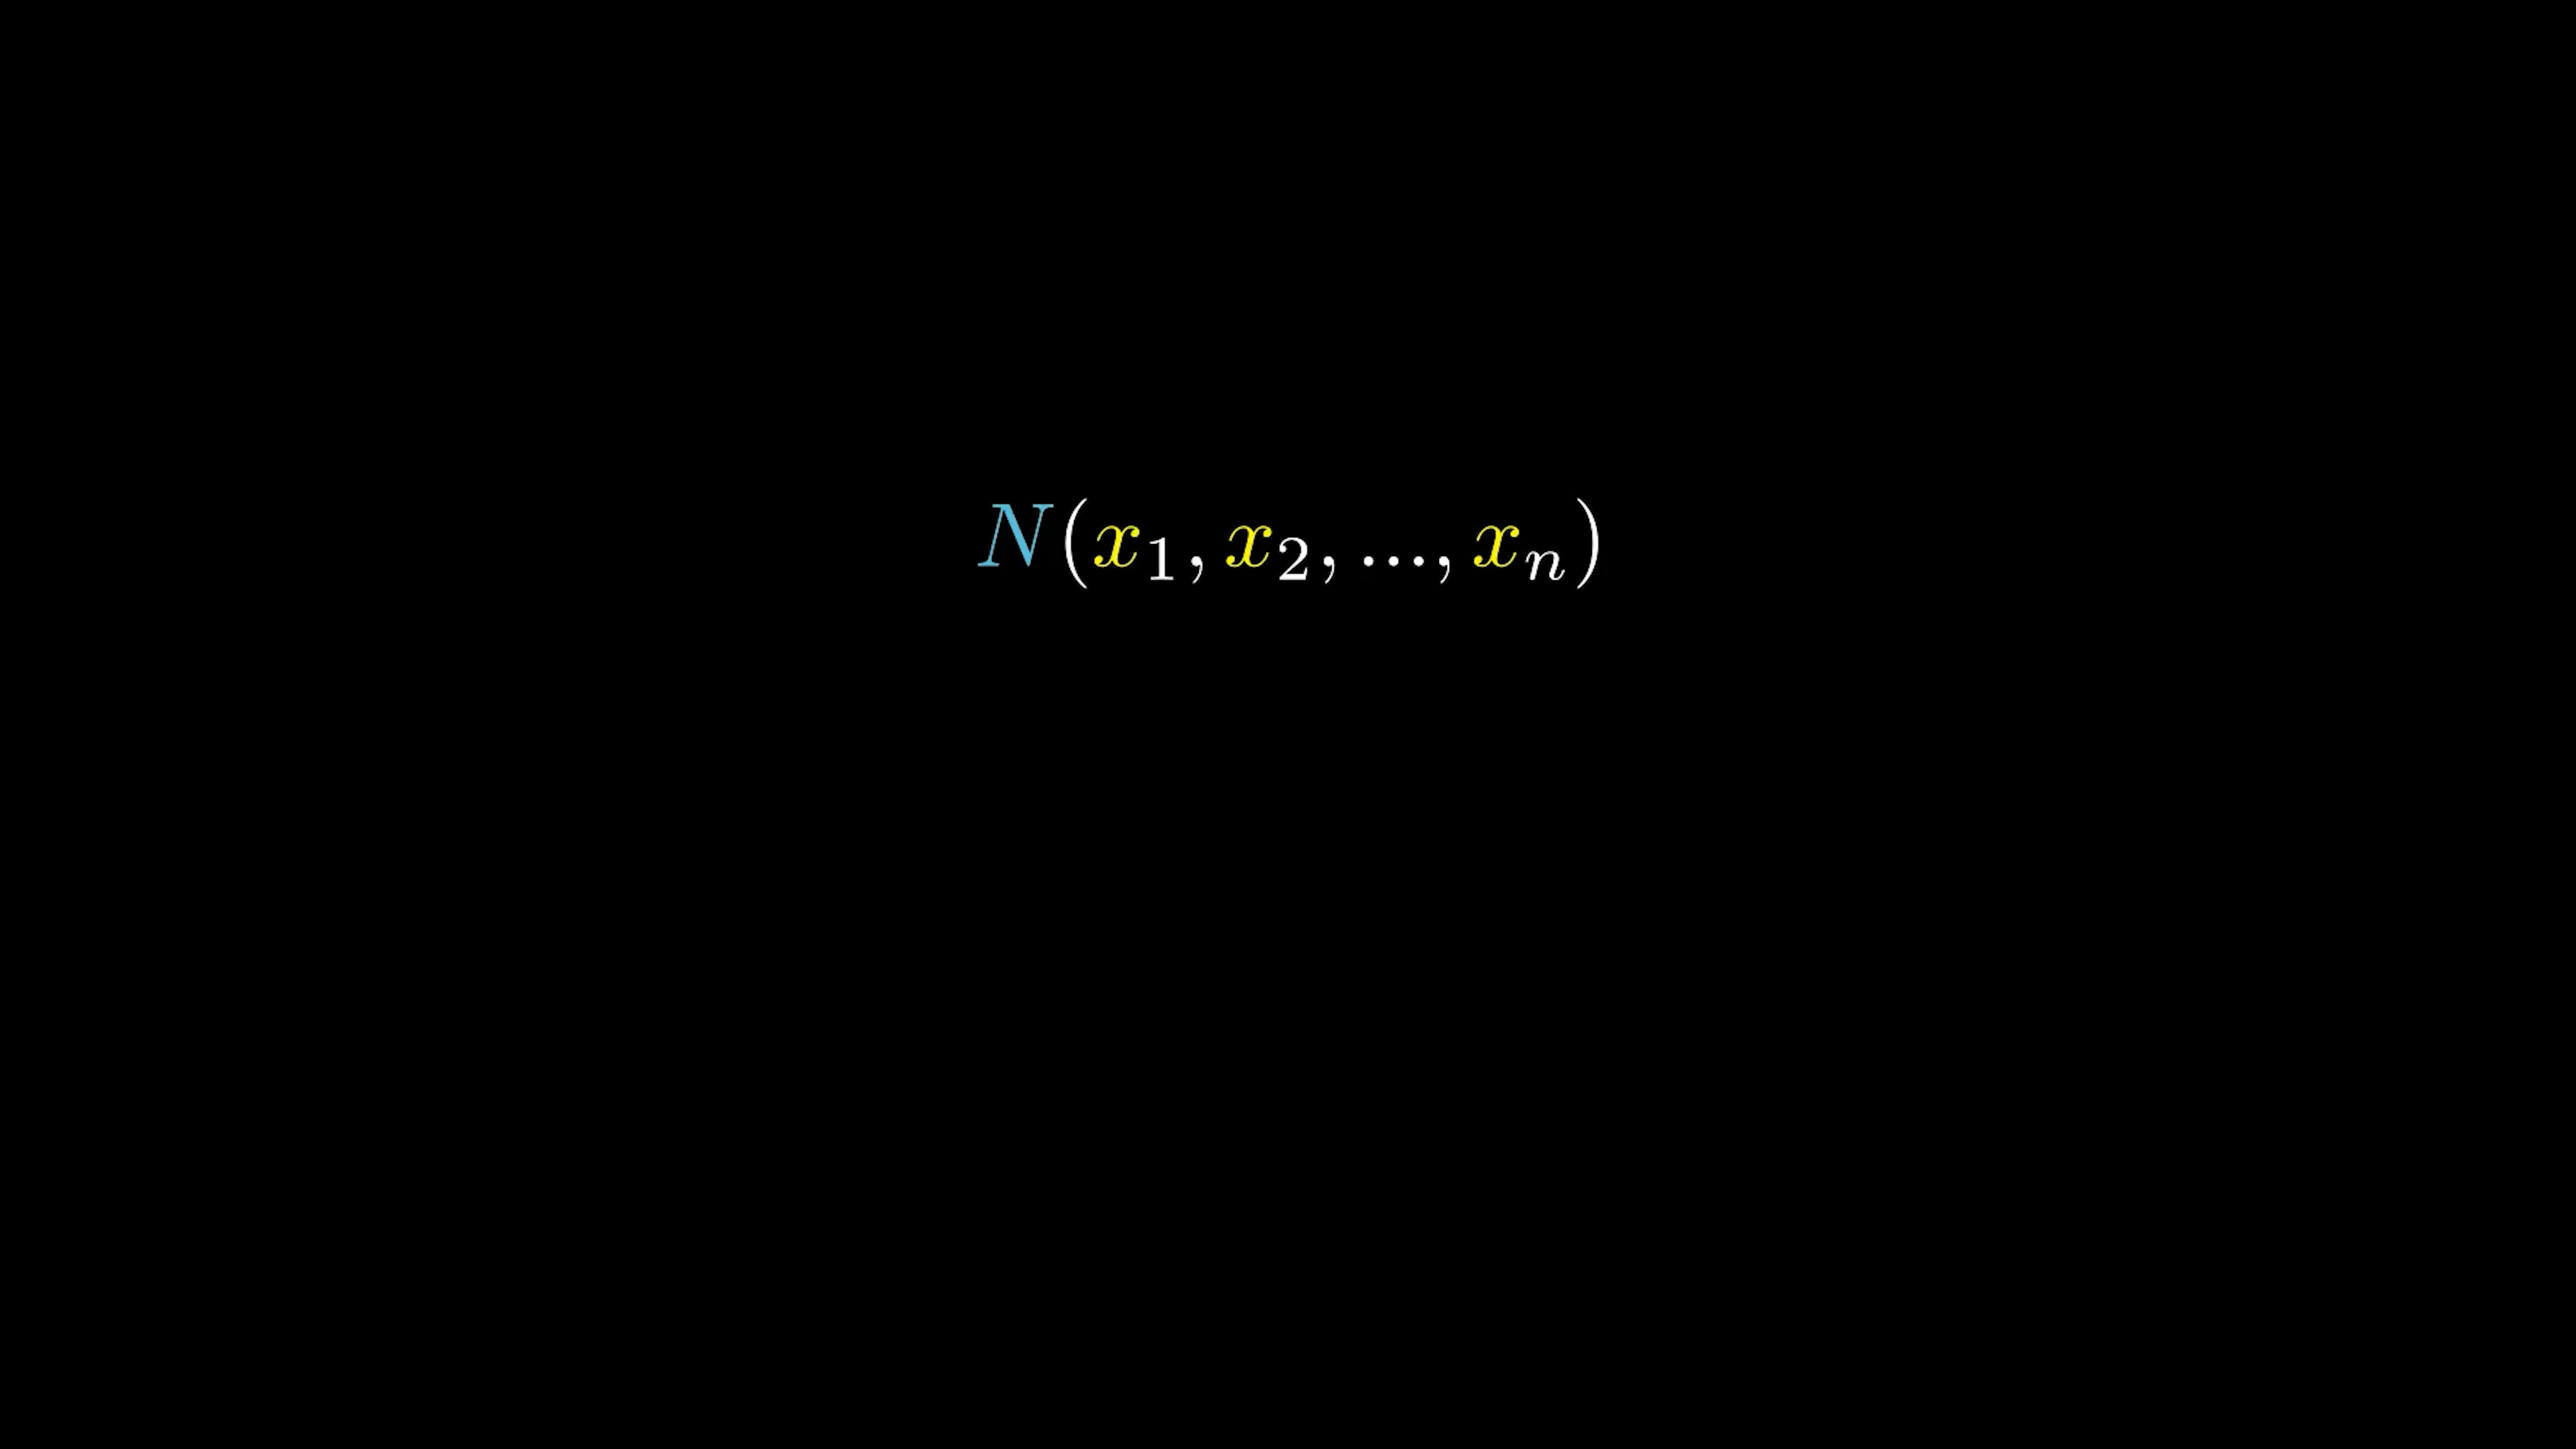 N(x₁, x₂, ..., xₙ)